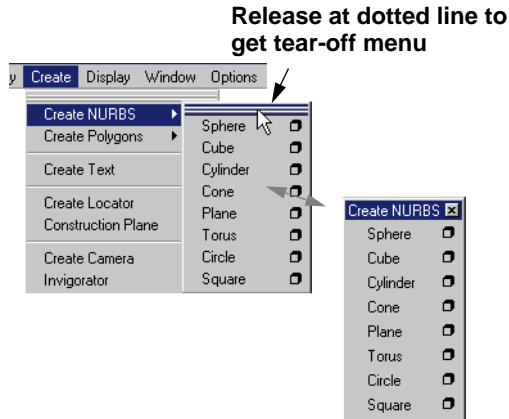 Release at dotted line to
get tear-off menu
y Create Display Window Options
Create NURBS
Create Polygons
Create Text
Create Locator
Construction Plane
Create Camera
Invigorator
Sphere
Cube
Cylinder
Cone
Plane
Torus
Circle
Square
Create NURBS
Sphere
Cube
Cylinder
Cone
Plane
Torus
Circle
Square